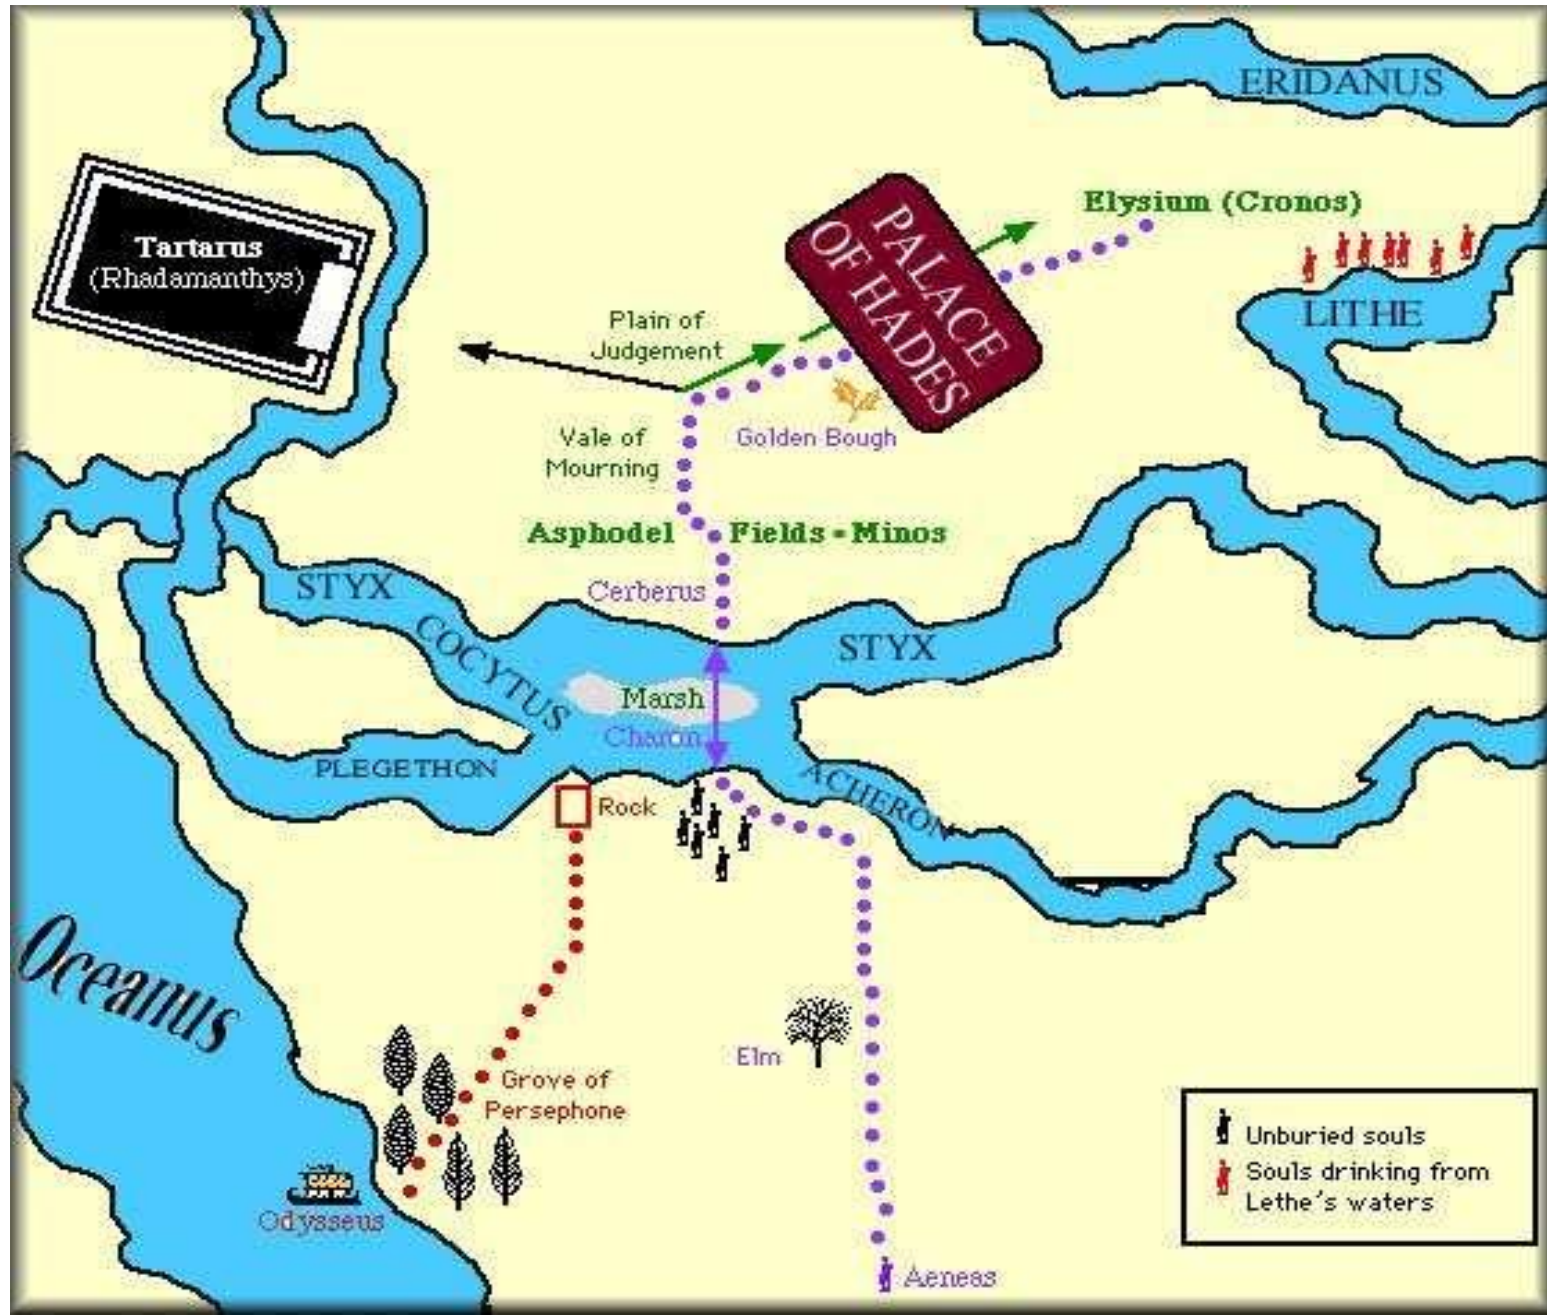 ERIDANUS
Elysium (Cronos)
PALACE
OF HADES
Tartarus
(Rhadamanthys)
LITHE
Plain of
Judgement
Vale of
Mourning
Golden Bough
Asphodel Fields - Minos
Cerberus
STYX
STYX
COCYTUS
Marsh
Charon
PLEGETHON
ACHERON
Rock
Oceanus
Elm
Grove of
Persephone
Unburied souls
Souls drinking from
Lethe's waters
Odysseus
Aeneas